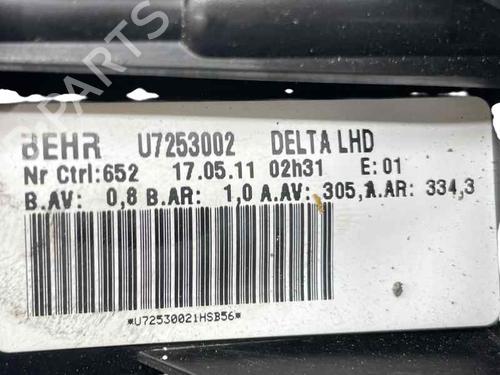 PARTS
BEHR U7253002 DELTA LHD
Nr Ctrl:652 17.05.11 02h31 E:01
B.AV: 0,8 B.AR: 1,0 A.AV: 305,1 A.AR: 334,3
*U72530021HSB56*